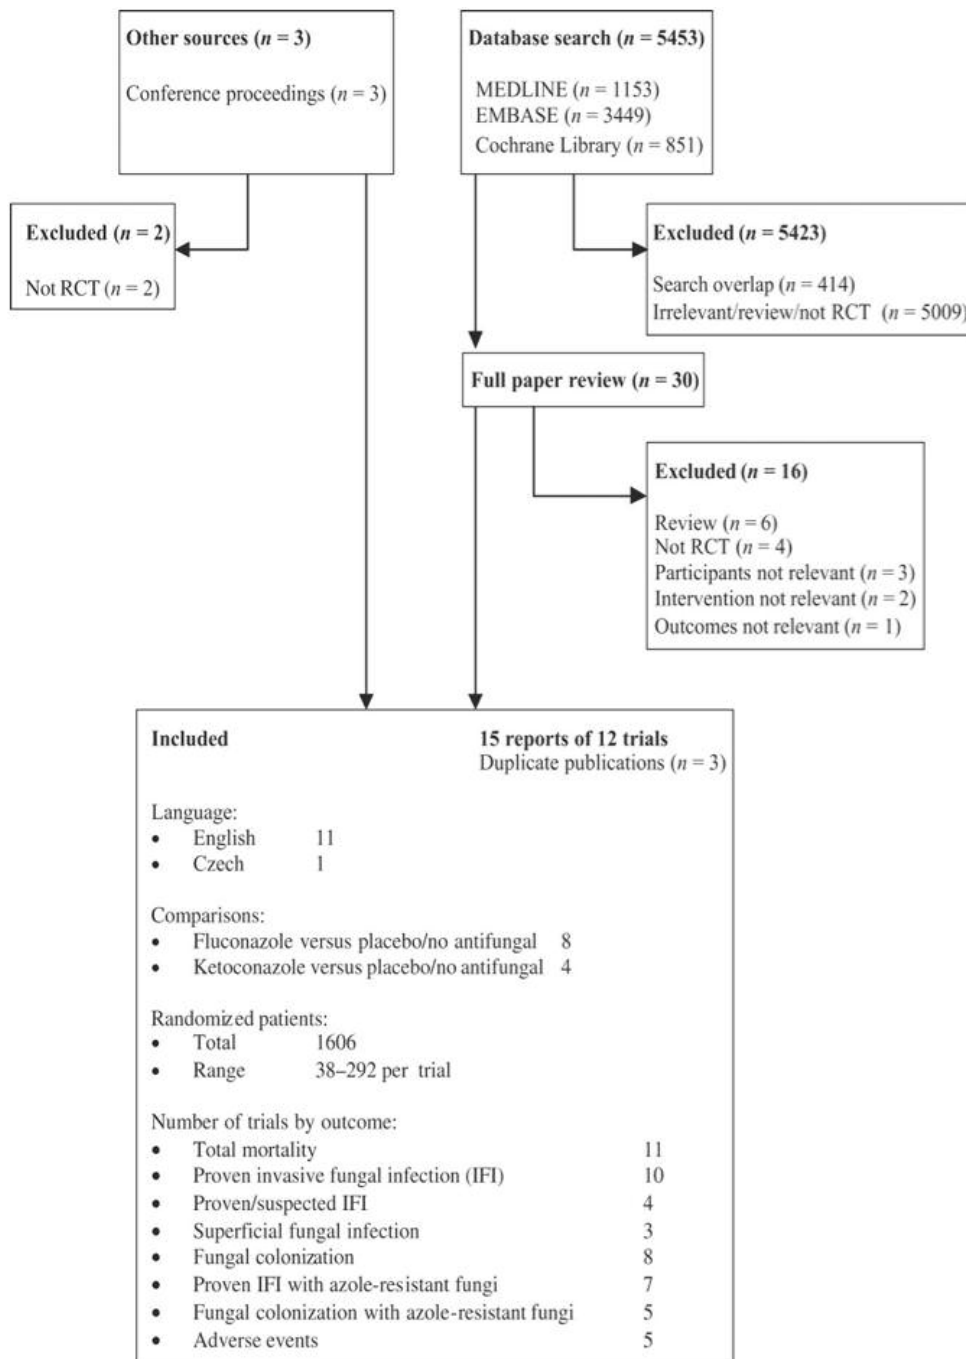 Other sources (n = 3)
Conference proceedings (n = 3)
Database search (n = 5453)
MEDLINE (n = 1153)
EMBASE (n = 3449)
Cochrane Library (n = 851)
Excluded (n = 2)
Not RCT (n = 2)
Excluded (n = 5423)
Search overlap (n = 414)
Irrelevant/review/not RCT (n = 5009)
Full paper review (n = 30)
Excluded (n = 16)
Review (n = 6)
Not RCT (n = 4)
Participants not relevant (n = 3)
Intervention not relevant (n = 2)
Outcomes not relevant (n = 1)
Included 15 reports of 12 trials
Duplicate publications (n = 3)
Language:
• English 11
• Czech 1
Comparisons:
• Fluconazole versus placebo/no antifungal 8
• Ketoconazole versus placebo/no antifungal 4
Randomized patients:
• Total 1606
• Range 38–292 per trial
Number of trials by outcome:
• Total mortality 11
• Proven invasive fungal infection (IFI) 10
• Proven/suspected IFI 4
• Superficial fungal infection 3
• Fungal colonization 8
• Proven IFI with azole-resistant fungi 7
• Fungal colonization with azole-resistant fungi 5
• Adverse events 5